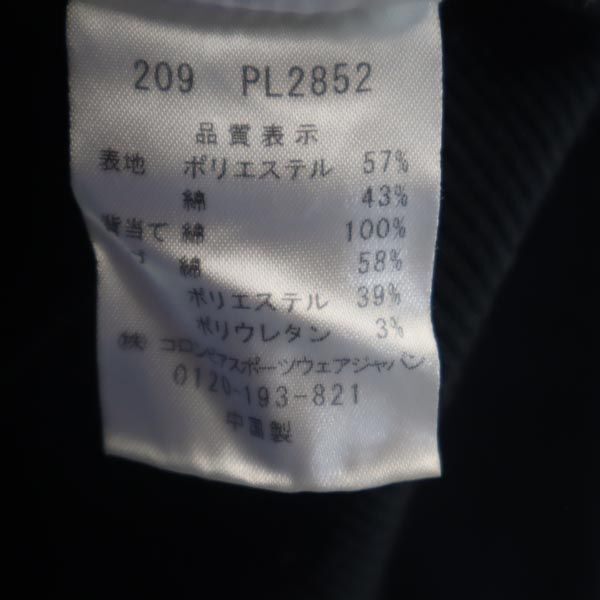 209 PL2852
品質表示
表地 ポリエステル 57%
綿 43%
背当て 綿 100%
綿 58%
ポリエステル 39%
ポリウレタン 3%
(株) コロンビアスポーツウェアジャパン
0120-193-821
中国製